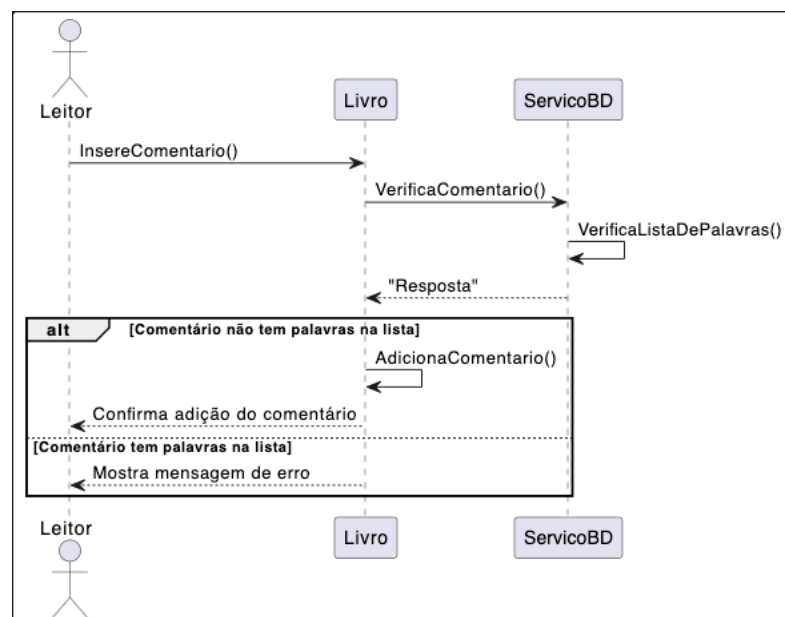 Leitor
Livro
ServicoBD
InsereComentario()
VerificaComentario()
VerificaListaDePalavras()
"Resposta"
alt
[Comentário não tem palavras na lista]
AdicionaComentario()
Confirma adição do comentário
[Comentário tem palavras na lista]
Mostra mensagem de erro
Leitor
Livro
ServicoBD